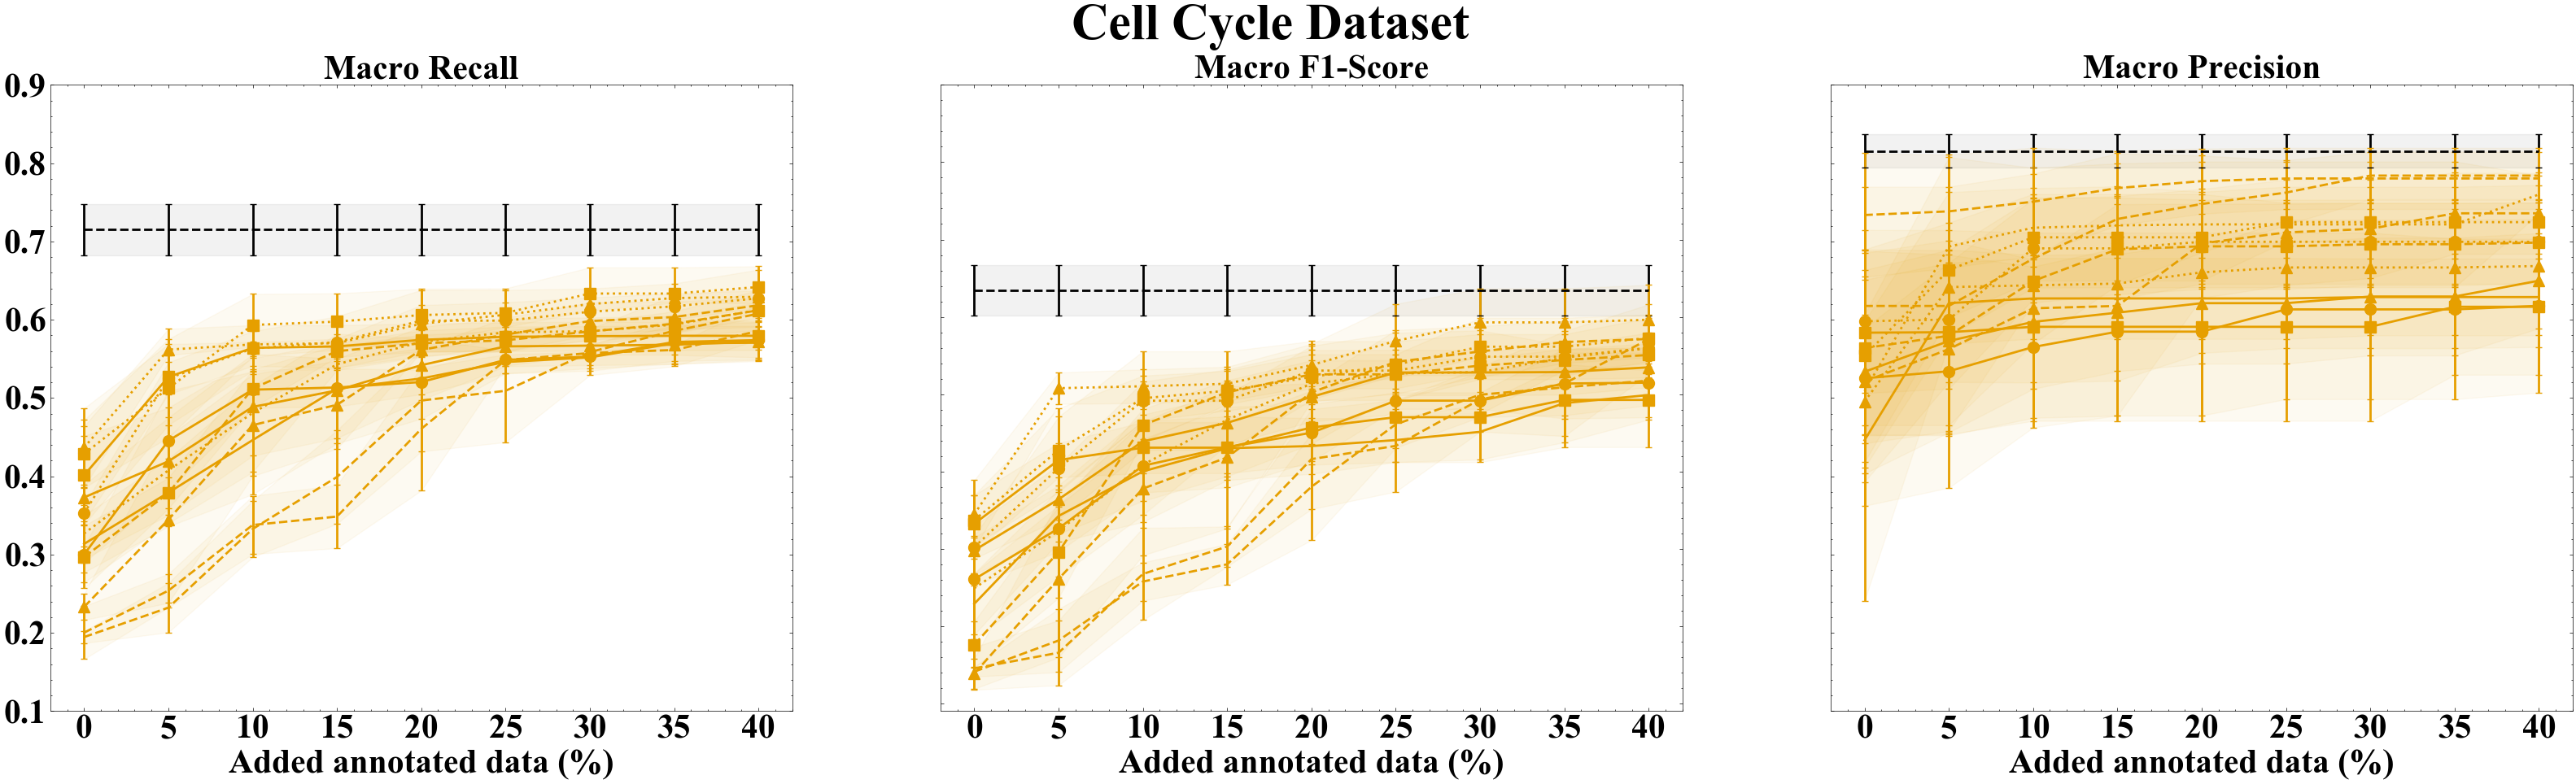 Cell Cycle Dataset
Macro Recall
Macro F1-Score
Macro Precision
0.9
0.8
0.7
0.6
0.5
0.4
0.3
0.2
0.1
0 5 10 15 20 25 30 35 40
0 5 10 15 20 25 30 35 40
0 5 10 15 20 25 30 35 40
Added annotated data (%)
Added annotated data (%)
Added annotated data (%)